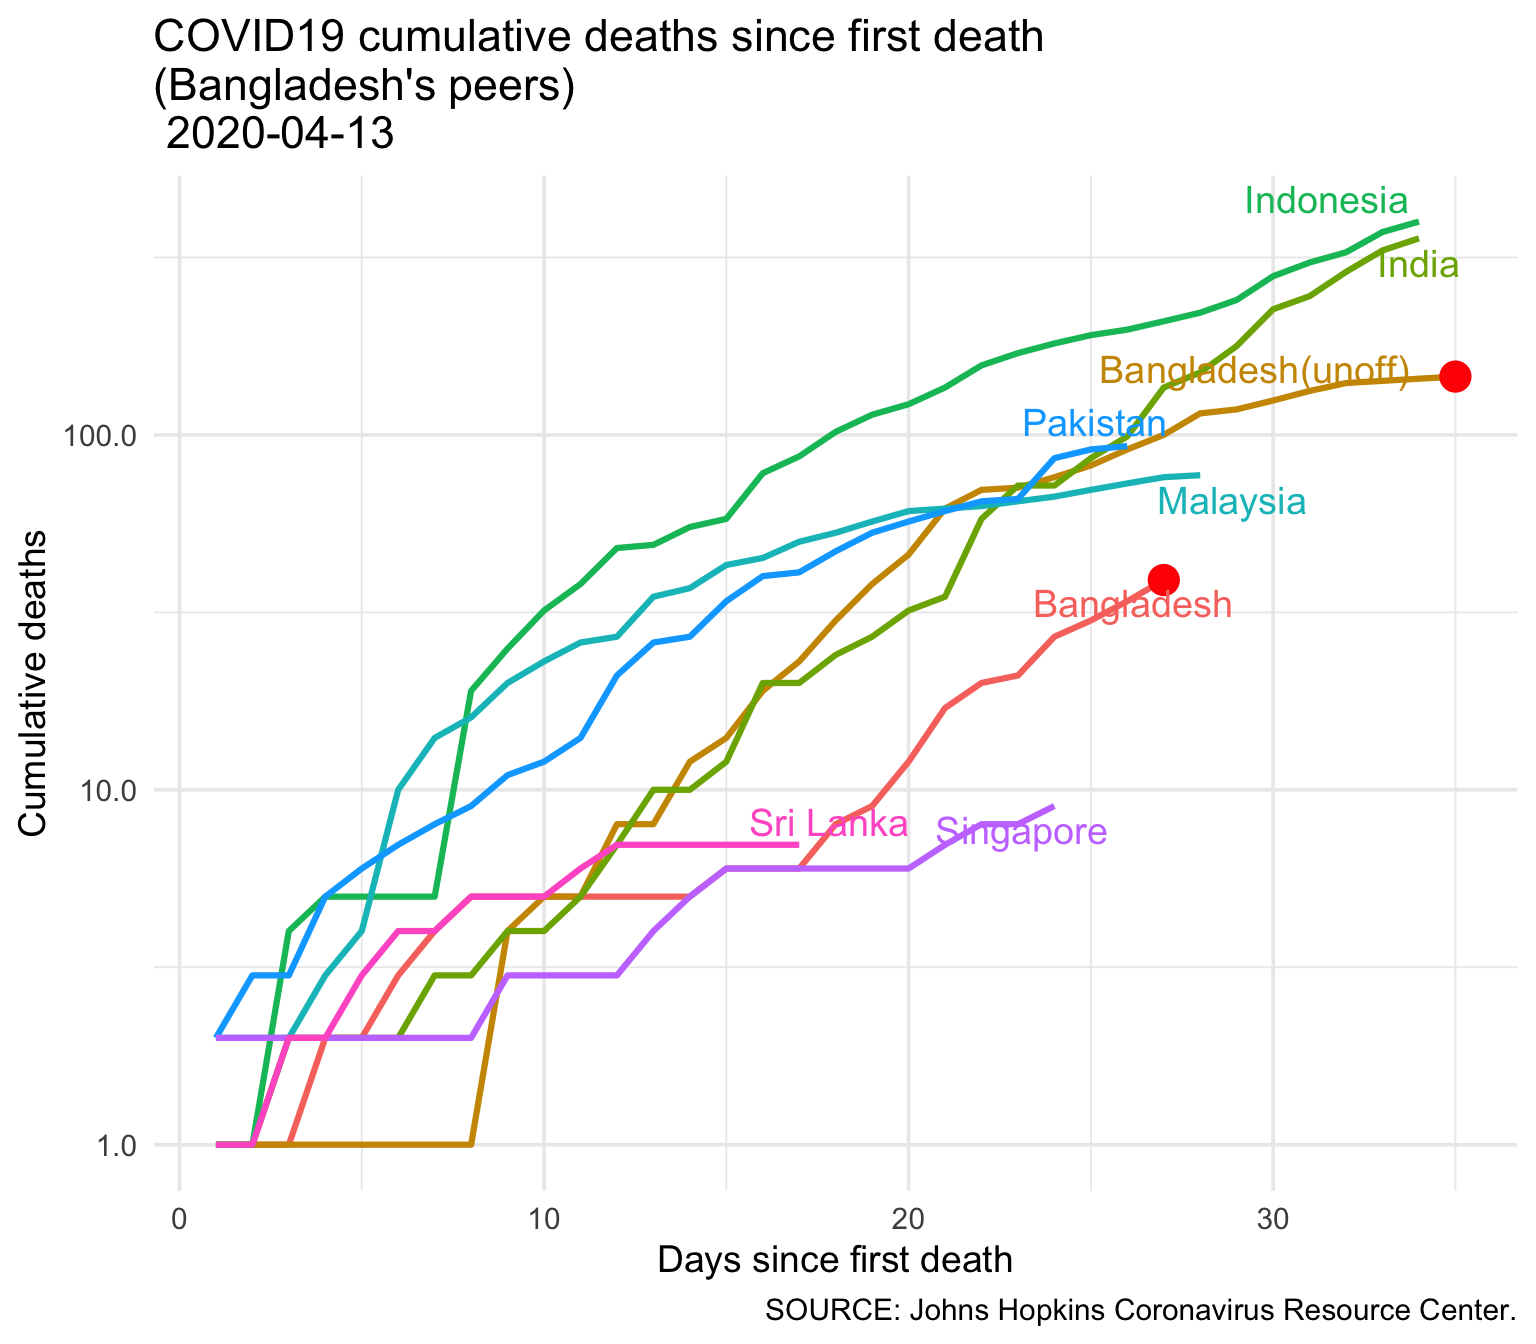 COVID19 cumulative deaths since first death
(Bangladesh's peers)
2020-04-13
Indonesia
India
Bangladesh(unoff)
Pakistan
Malaysia
Bangladesh
Sri Lanka
Singapore
100.0
10.0
1.0
Cumulative deaths
0 10 20 30
Days since first death
SOURCE: Johns Hopkins Coronavirus Resource Center.